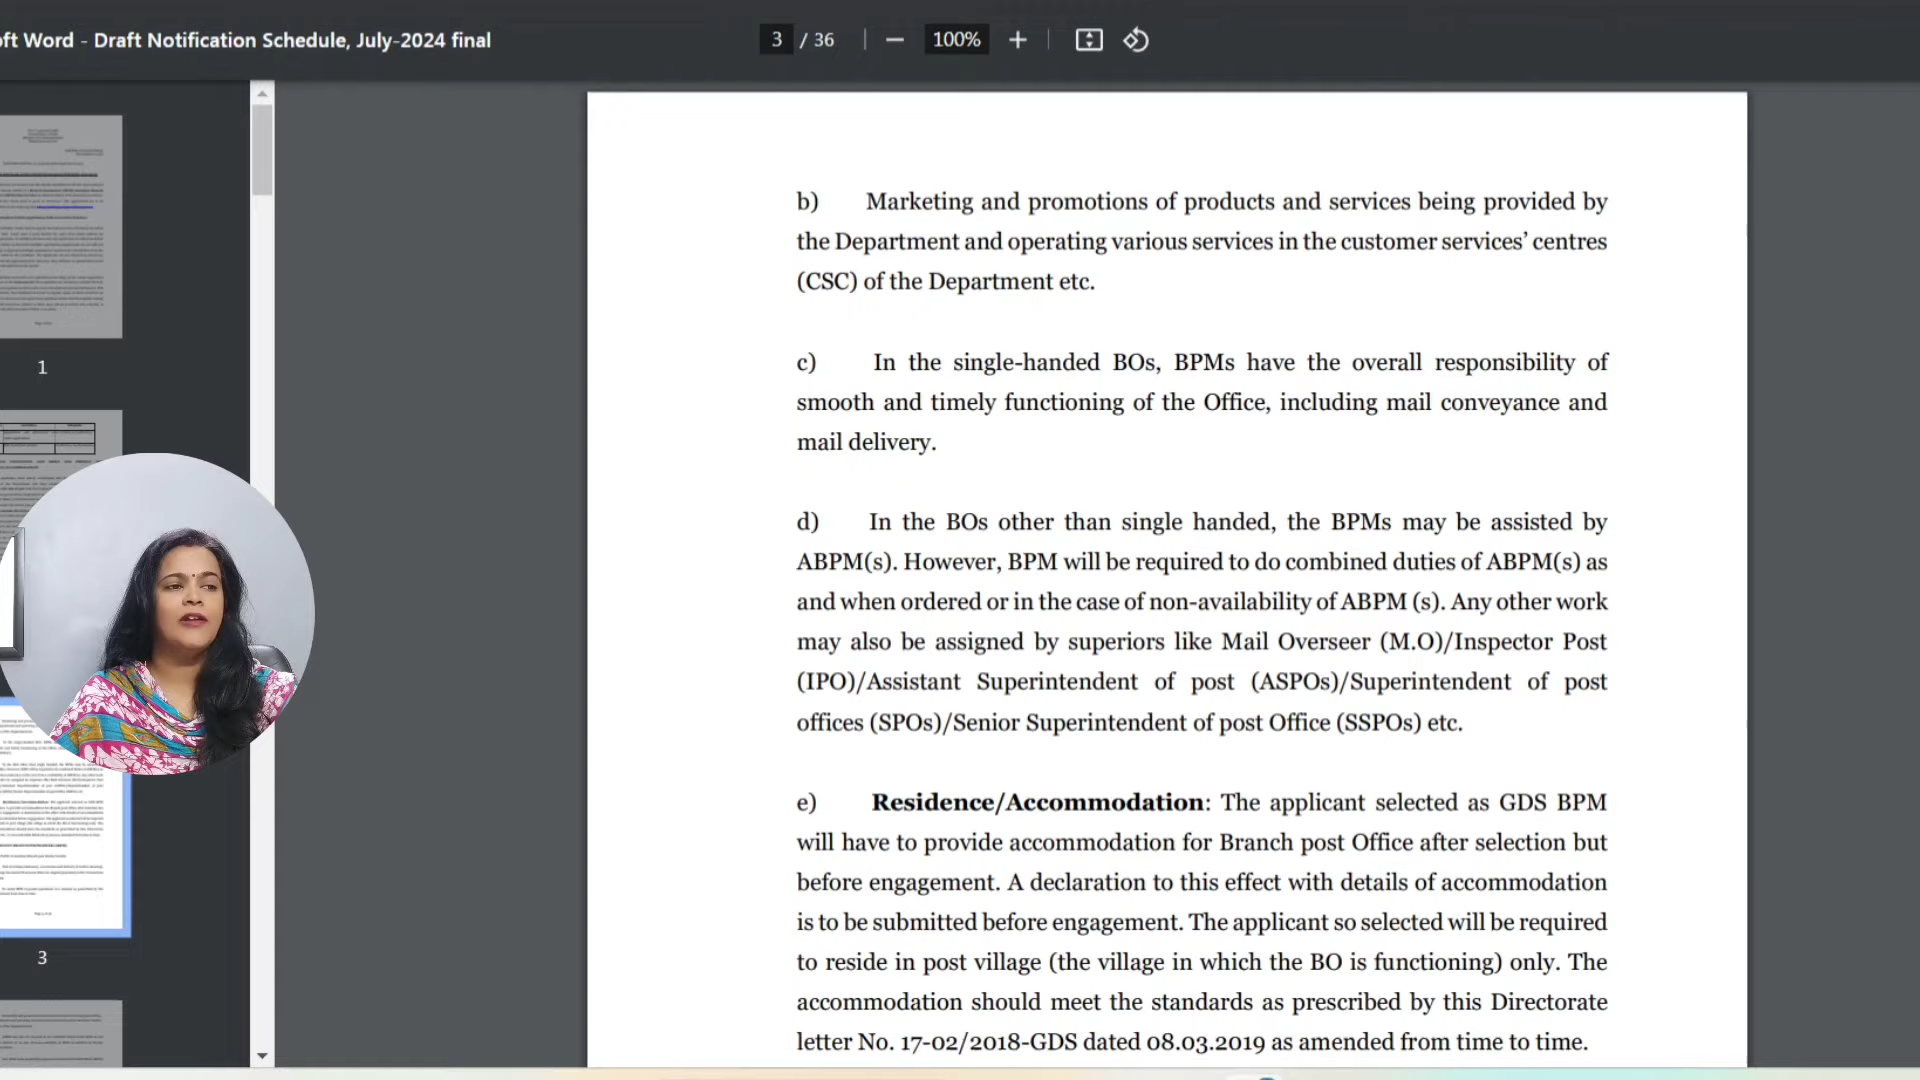 ft Word - Draft Notification Schedule, July-2024 final
3 / 36
100%
1
3
b) Marketing and promotions of products and services being provided by
the Department and operating various services in the customer services’ centres
(CSC) of the Department etc.
c) In the single-handed BOs, BPMs have the overall responsibility of
smooth and timely functioning of the Office, including mail conveyance and
mail delivery.
d) In the BOs other than single handed, the BPMs may be assisted by
ABPM(s). However, BPM will be required to do combined duties of ABPM(s) as
and when ordered or in the case of non-availability of ABPM (s). Any other work
may also be assigned by superiors like Mail Overseer (M.O)/Inspector Post
(IPO)/Assistant Superintendent of post (ASPOs)/Superintendent of post
offices (SPOs)/Senior Superintendent of post Office (SSPOs) etc.
e) Residence/Accommodation: The applicant selected as GDS BPM
will have to provide accommodation for Branch post Office after selection but
before engagement. A declaration to this effect with details of accommodation
is to be submitted before engagement. The applicant so selected will be required
to reside in post village (the village in which the BO is functioning) only. The
accommodation should meet the standards as prescribed by this Directorate
letter No. 17-02/2018-GDS dated 08.03.2019 as amended from time to time.